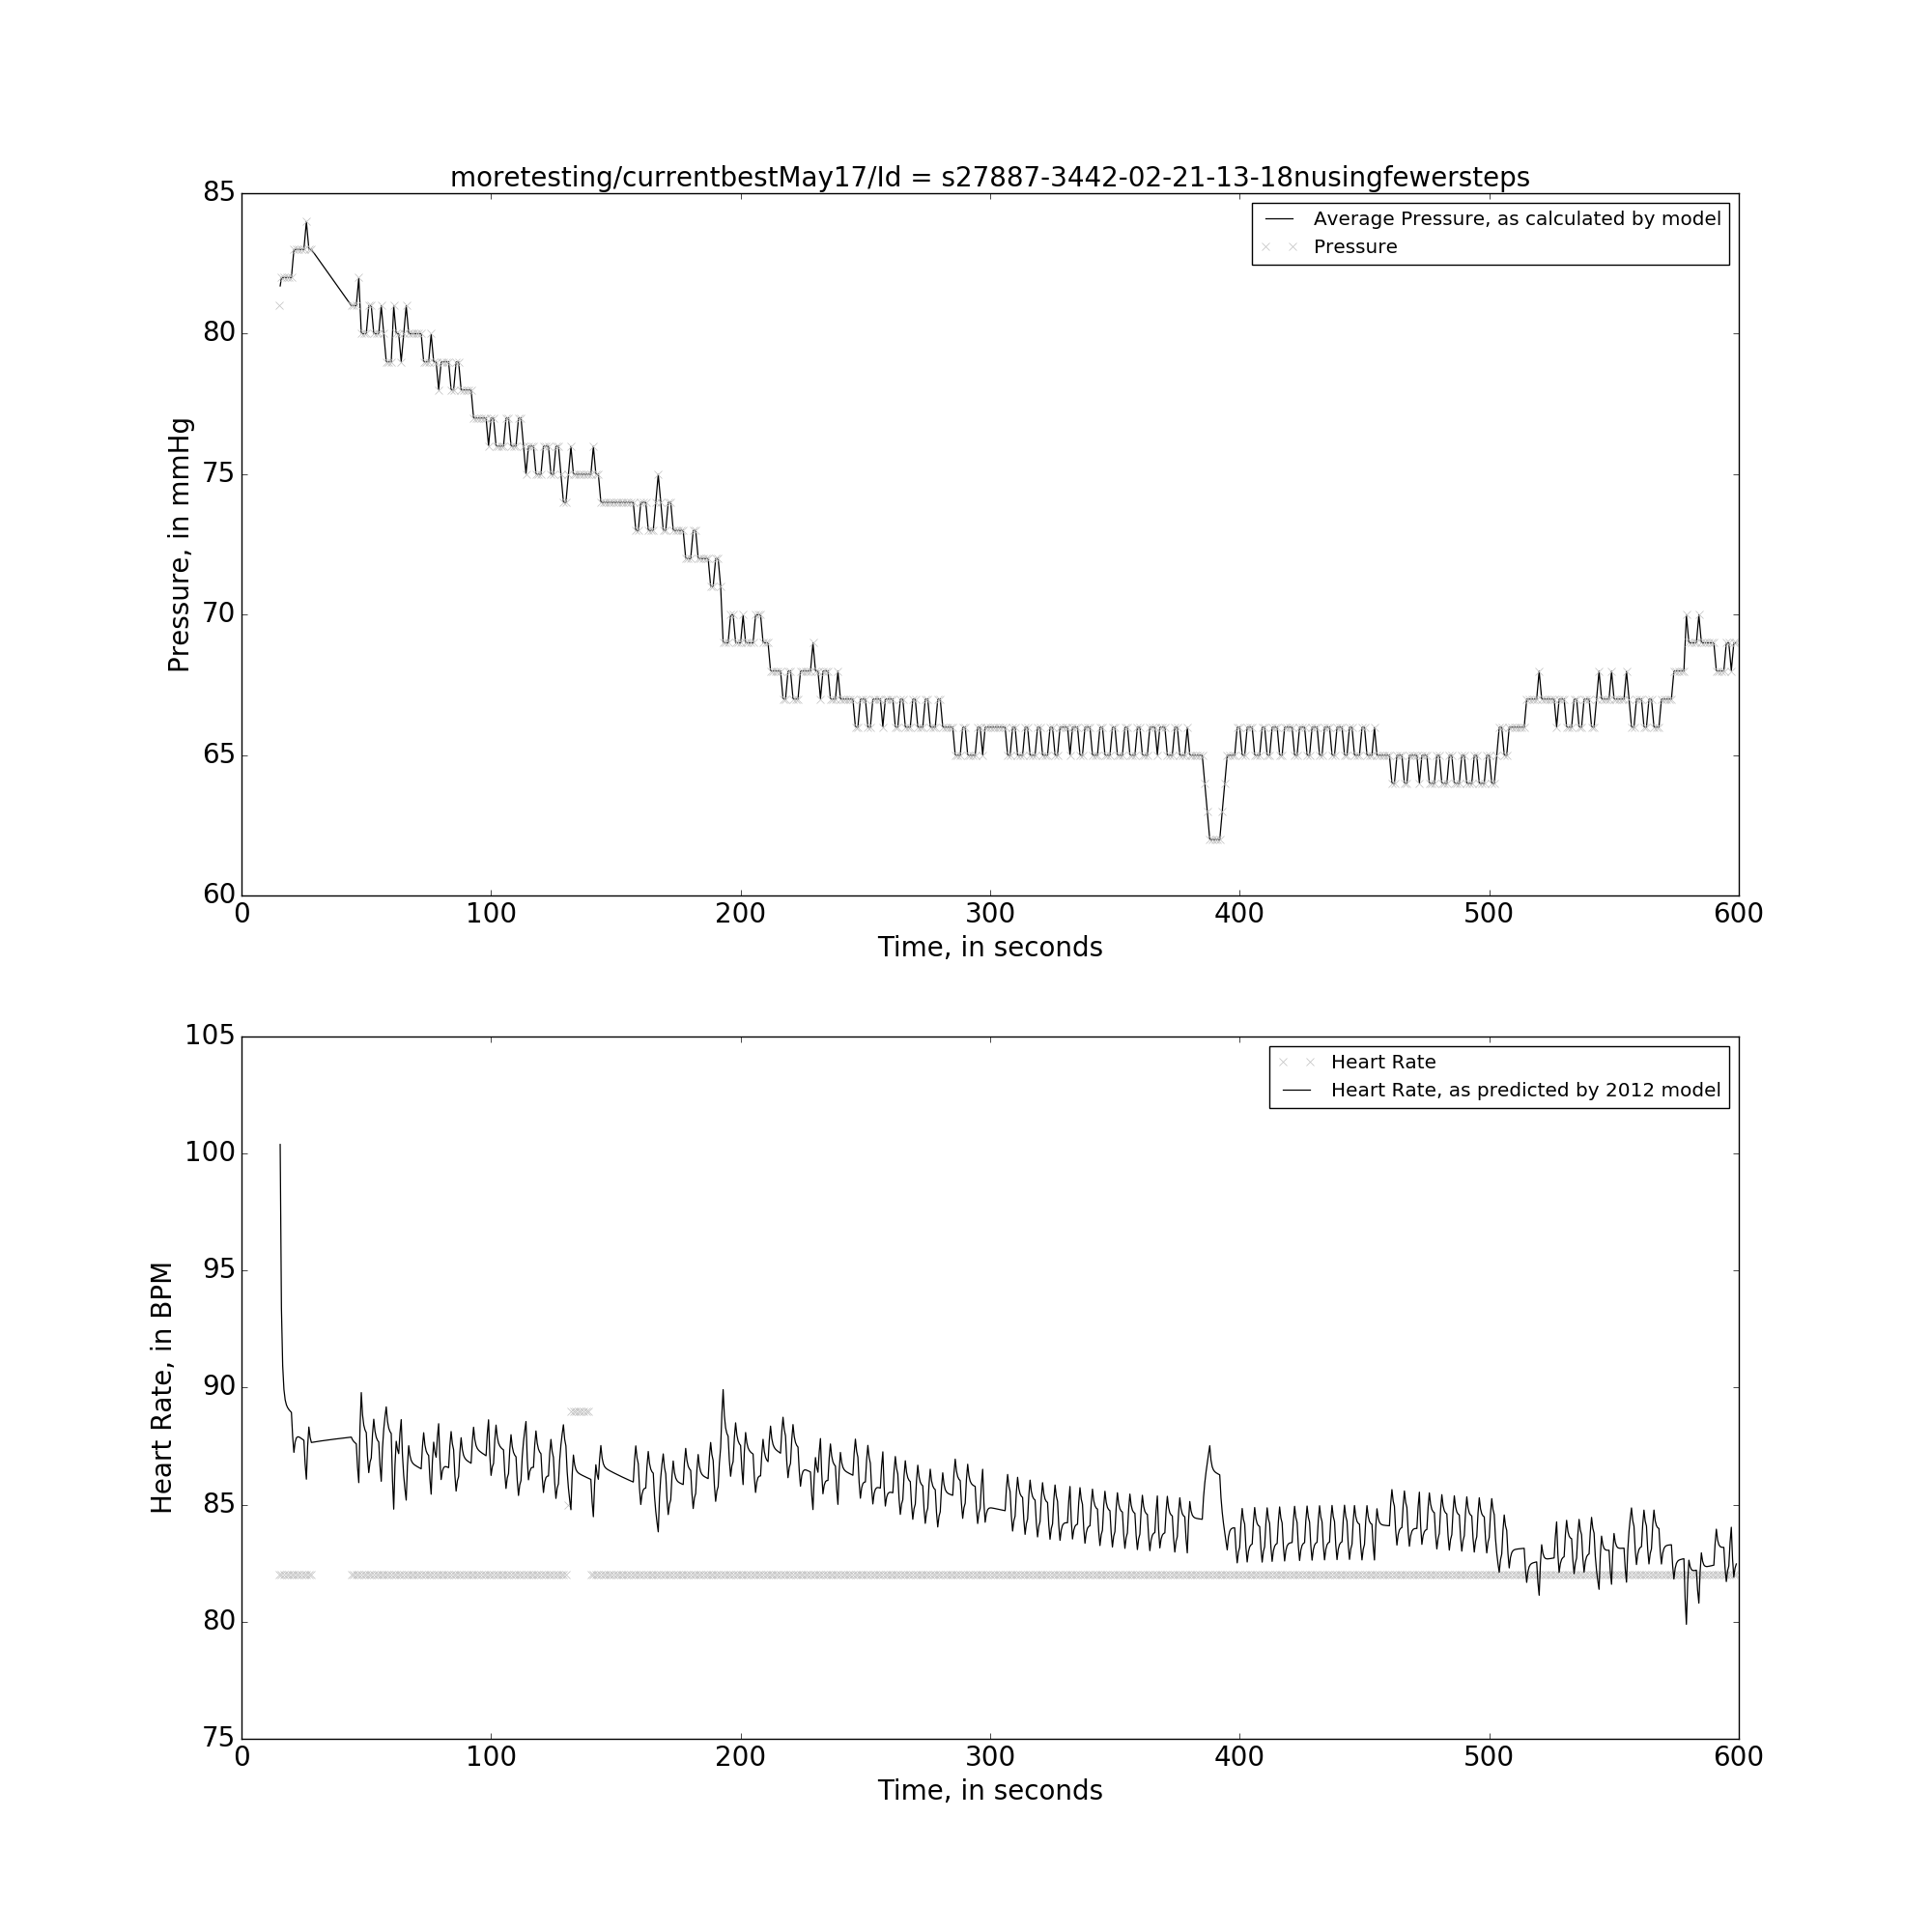 moretesting/currentbestMay17/Id = s27887-3442-02-21-13-18nusingfewersteps
85
80
75
70
65
60
Pressure, in mmHg
Average Pressure, as calculated by model
Pressure
0 100 200 300 400 500 600
Time, in seconds
105
100
95
90
85
80
75
Heart Rate, in BPM
Heart Rate
Heart Rate, as predicted by 2012 model
0 100 200 300 400 500 600
Time, in seconds